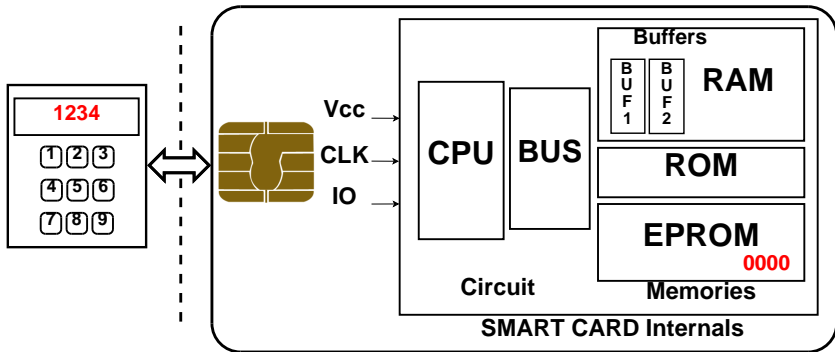 1234
1 2 3
4 5 6
7 8 9
Vcc
CLK
IO
CPU
BUS
Buffers
BUF1
BUF2
RAM
ROM
EPROM
0000
Circuit
Memories
SMART CARD Internals